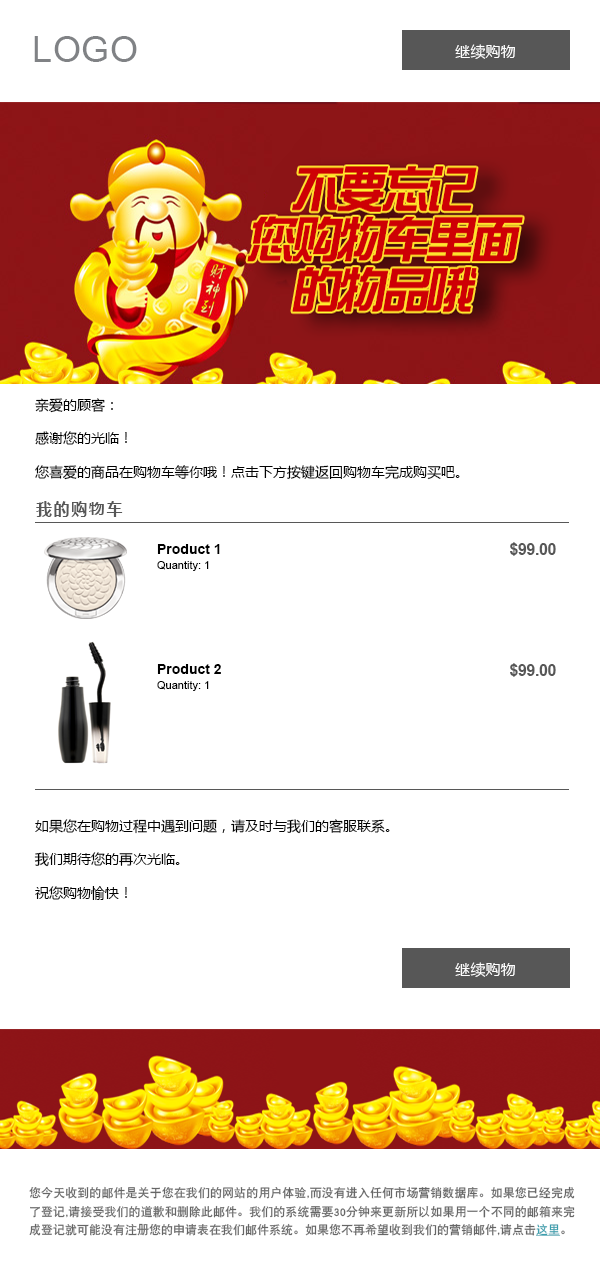 LOGO
继续购物
不要忘记
您购物车里面
的物品哦
财神到
亲爱的顾客：
感谢您的光临！
您喜爱的商品在购物车等你哦！点击下方按键返回购物车完成购买吧。
我的购物车
Product 1
$99.00
Quantity: 1
Product 2
$99.00
Quantity: 1
如果您在购物过程中遇到问题，请及时与我们的客服联系。
我们期待您的再次光临。
祝您购物愉快！
继续购物
您今天收到的邮件是关于您在我们的网站的用户体验,而没有进入任何市场营销数据库。如果您已经完成
了登记,请接受我们的道歉和删除此邮件。我们的系统需要30分钟来更新所以如果用一个不同的邮箱来完
成登记就可能没有注册您的申请表在我们邮件系统。如果您不再希望收到我们的营销邮件,请点击这里。